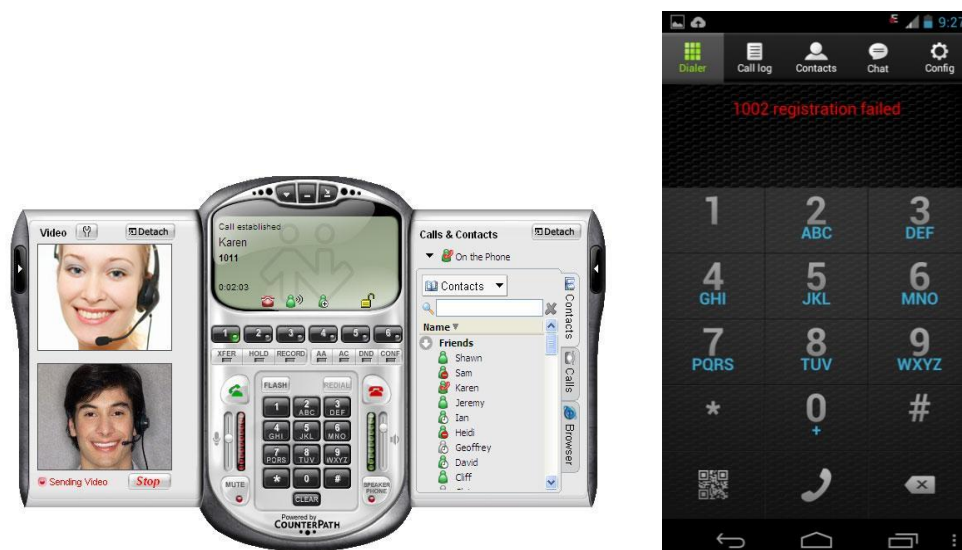 Video
Detach
Sending Video
Stop
Call established
Karen
1011
0:02:03
1 2 3 4 5 6
XFER HOLD RECORD AA AC DND CONF
FLASH
REDIAL
1 2 ABC 3 DEF
4 GHI 5 JKL 6 MNO
7 PQRS 8 TUV 9 WXYZ
* 0 #
MUTE
SPEAKER PHONE
CLEAR
Powered by
COUNTERPATH
Calls & Contacts
Detach
On the Phone
Contacts
Name
Friends
Shawn
Sam
Karen
Jeremy
Ian
Heidi
Geoffrey
David
Cliff
Contacts
Calls
Browser
9:27
Dialer Call log Contacts Chat Config
1002 registration failed
1 2 3
ABC DEF
4 5 6
GHI JKL MNO
7 8 9
PQRS TUV WXYZ
* 0 #
+